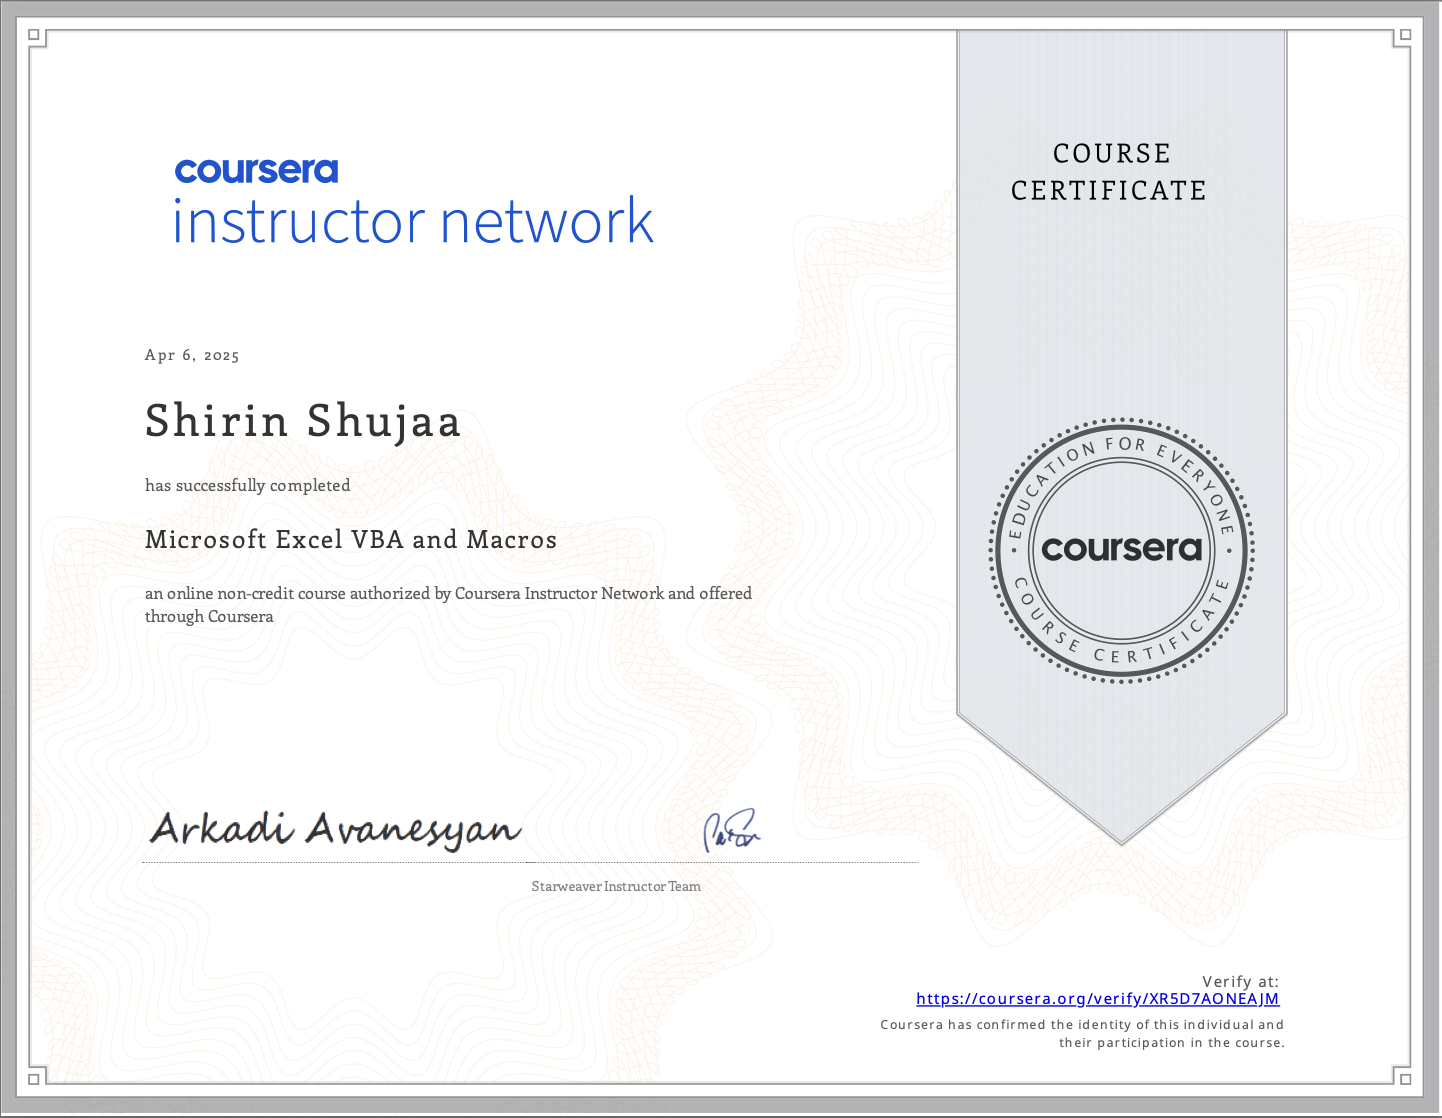 coursera
instructor network
COURSE
CERTIFICATE
Apr 6, 2025
Shirin Shujaa
has successfully completed
Microsoft Excel VBA and Macros
an online non-credit course authorized by Coursera Instructor Network and offered
through Coursera
• EDUCATION FOR EVERYONE •
coursera
COURSE CERTIFICATE
Arkadi Avanesyan
Starweaver Instructor Team
Verify at:
https://coursera.org/verify/XR5D7AONEAJM
Coursera has confirmed the identity of this individual and
their participation in the course.